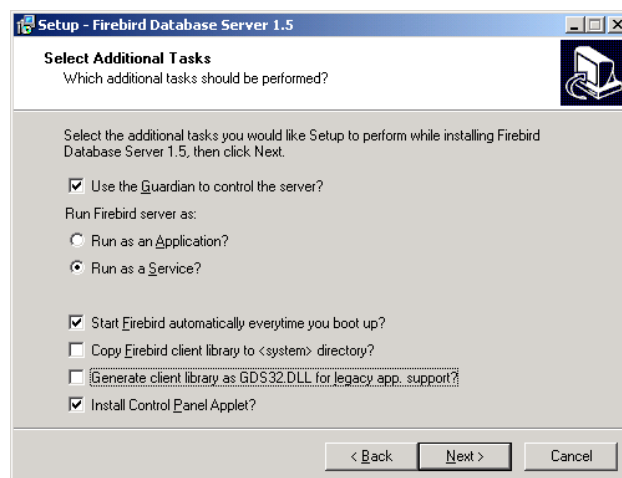 Setup - Firebird Database Server 1.5
Select Additional Tasks
Which additional tasks should be performed?
Select the additional tasks you would like Setup to perform while installing Firebird
Database Server 1.5, then click Next.
Use the Guardian to control the server?
Run Firebird server as:
Run as an Application?
Run as a Service?
Start Firebird automatically everytime you boot up?
Copy Firebird client library to <system> directory?
Generate client library as GDS32.DLL for legacy app. support?
Install Control Panel Applet?
< Back Next > Cancel